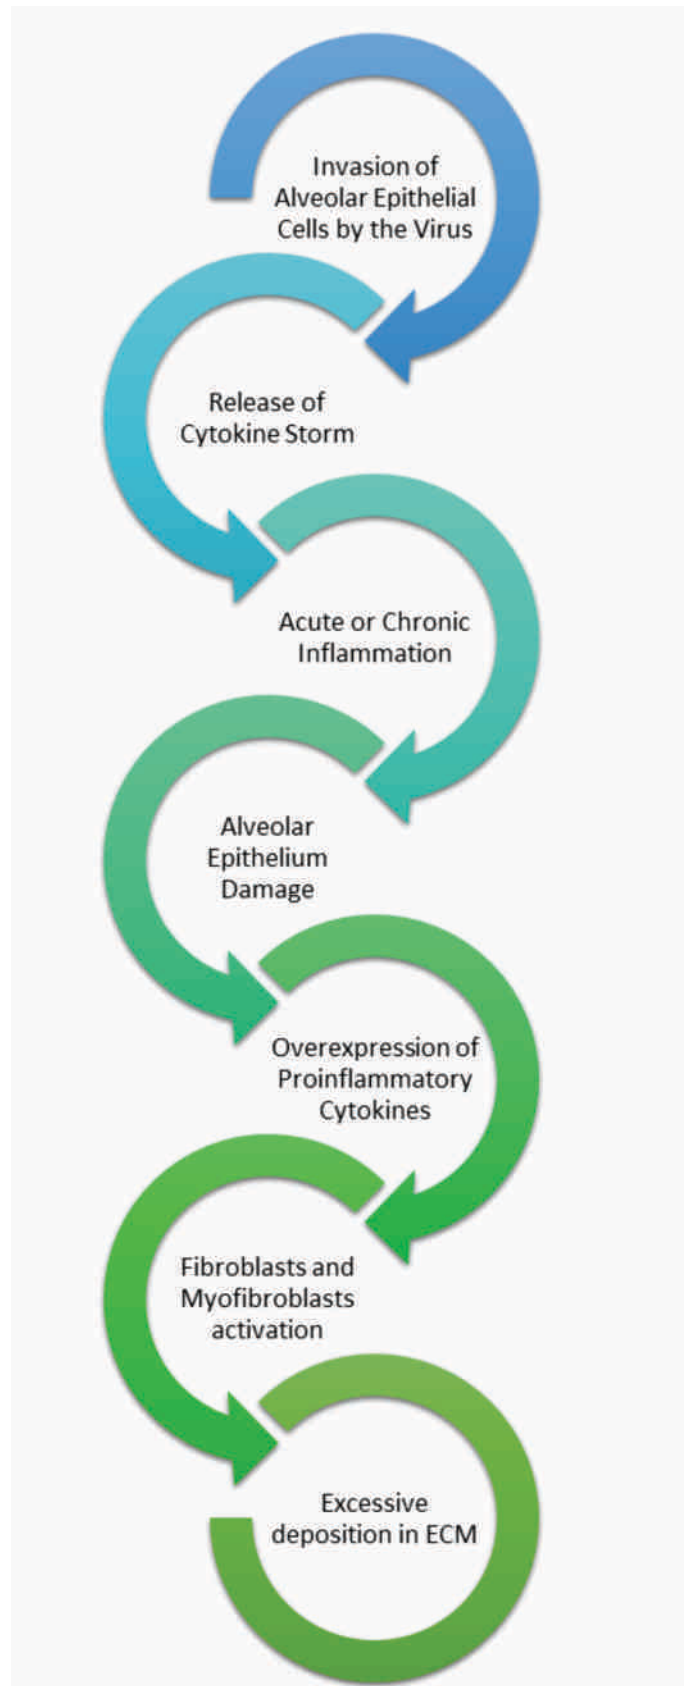 Invasion of
Alveolar Epithelial
Cells by the Virus
Release of
Cytokine Storm
Acute or Chronic
Inflammation
Alveolar
Epithelium
Damage
Overexpression of
Proinflammatory
Cytokines
Fibroblasts and
Myofibroblasts
activation
Excessive
deposition in ECM